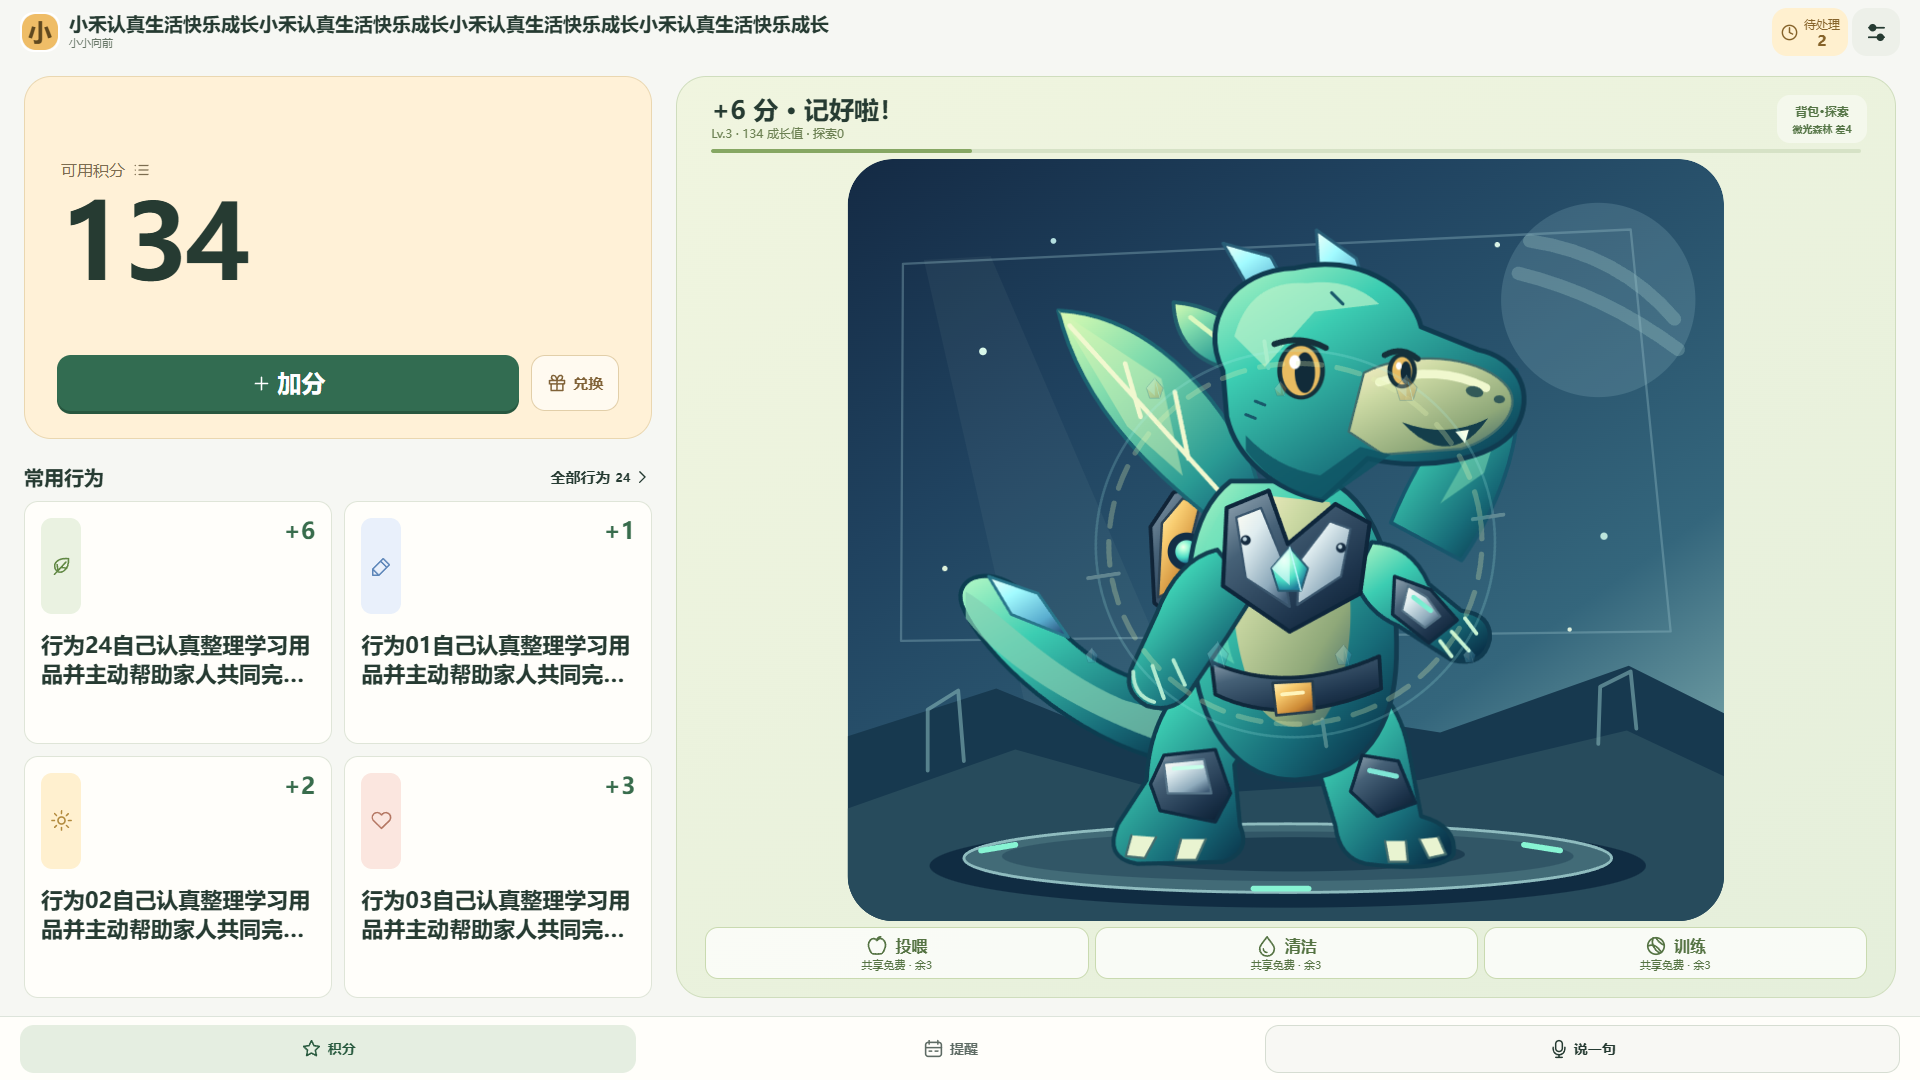 小
小禾认真生活快乐成长小禾认真生活快乐成长小禾认真生活快乐成长小禾认真生活快乐成长
小小向前
待处理
2
可用积分
134
+ 加分
兑换
常用行为
全部行为 24
+6
行为24自己认真整理学习用
品并主动帮助家人共同完...
+1
行为01自己认真整理学习用
品并主动帮助家人共同完...
+2
行为02自己认真整理学习用
品并主动帮助家人共同完...
+3
行为03自己认真整理学习用
品并主动帮助家人共同完...
+6 分 · 记好啦！
Lv.3 · 134 成长值 · 探索0
背包·探索
微光森林 差4
投喂
共享免费 · 余3
清洁
共享免费 · 余3
训练
共享免费 · 余3
积分
提醒
说一句